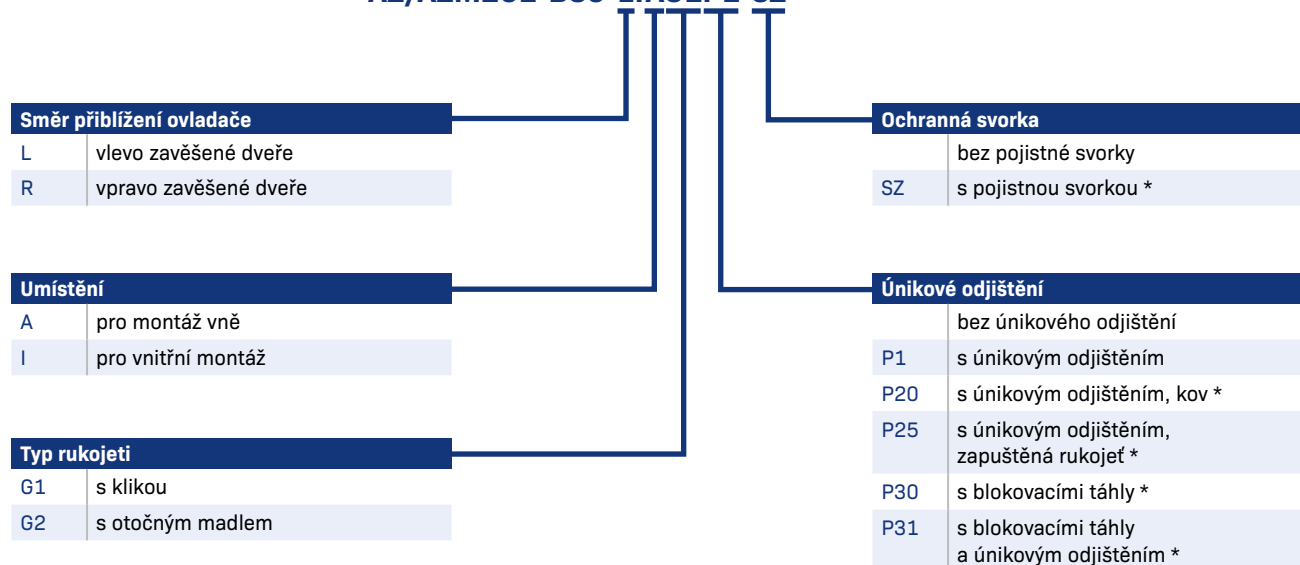 Směr přiblížení ovladače
L vlevo zavěšené dveře
R vpravo zavěšené dveře
Umístění
A pro montáž vně
I pro vnitřní montáž
Typ rukojeti
G1 s klikou
G2 s otočným madlem
Ochranná svorka
bez pojistné svorky
SZ s pojistnou svorkou *
Únikové odjištění
bez únikového odjištění
P1 s únikovým odjištěním
P20 s únikovým odjištěním, kov *
P25 s únikovým odjištěním,
zapuštěná rukojeť *
P30 s blokovacími táhly *
P31 s blokovacími táhly
a únikovým odjištěním *